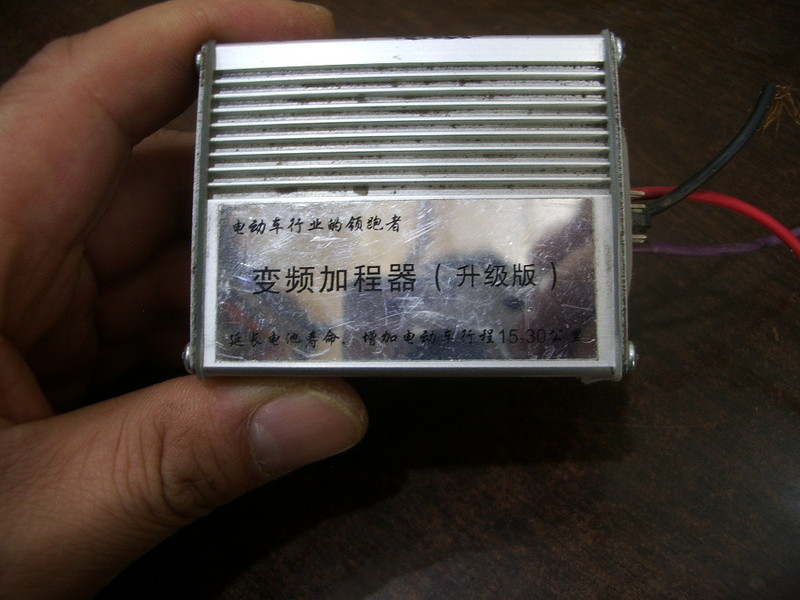 电动车行业的领跑者
变频加程器（升级版）
延长电池寿命、增加电动车行程15-30公里